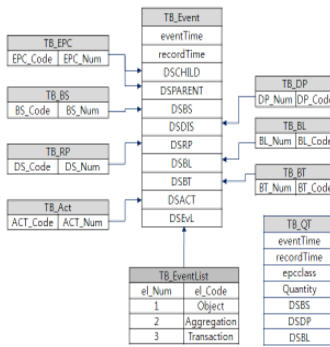 TB_Event
eventTime
recordTime
DSCHILD
DSPARENT
DSBS
DSDIS
DSRP
DSBL
DSBT
DSACT
DSEvL
TB_EPC
EPC_Code EPC_Num
TB_BS
BS_Code BS_Num
TB_RP
DS_Code DS_Num
TB_Act
ACT_Code ACT_Num
TB_DP
DP_Num DP_Code
TB_BL
BL_Num BL_Code
TB_BT
BT_Num BT_Code
TB_EventList
el_Num el_Code
1 Object
2 Aggregation
3 Transaction
TB_QT
eventTime
recordTime
epcclass
Quantity
DSBS
DSDP
DSBL